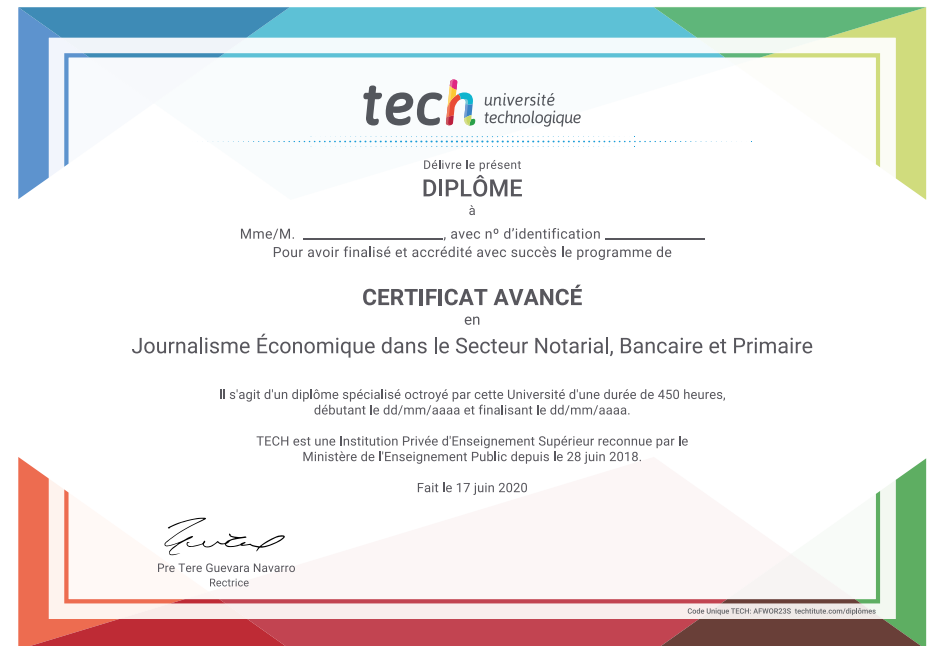 tech université
technologique
Délivre le présent
DIPLÔME
à
Mme/M. ____________________, avec nº d'identification ______________
Pour avoir finalisé et accrédité avec succès le programme de
CERTIFICAT AVANCÉ
en
Journalisme Économique dans le Secteur Notarial, Bancaire et Primaire
Il s'agit d'un diplôme spécialisé octroyé par cette Université d'une durée de 450 heures,
débutant le dd/mm/aaaa et finalisant le dd/mm/aaaa.
TECH est une Institution Privée d'Enseignement Supérieur reconnue par le
Ministère de l'Enseignement Public depuis le 28 juin 2018.
Fait le 17 juin 2020
Pre Tere Guevara Navarro
Rectrice
Code Unique TECH: AFWOR23S techtitute.com/diplômes